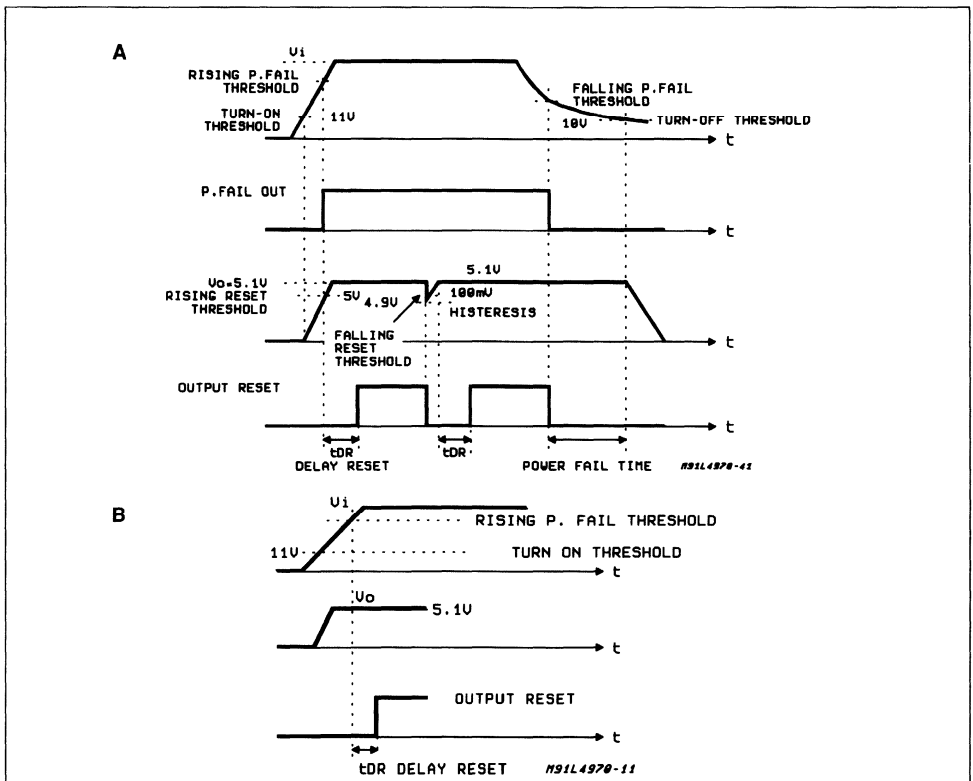 A
Vi
RISING P.FAIL
THRESHOLD
TURN-ON
THRESHOLD
11V
FALLING P.FAIL
THRESHOLD
10V
TURN-OFF THRESHOLD
t
P.FAIL OUT
t
Vo=5.1V
RISING RESET
THRESHOLD
5V
4.9V
5.1V
100mV
HISTERESIS
FALLING
RESET
THRESHOLD
t
OUTPUT RESET
t
tDR
DELAY RESET
tDR
POWER FAIL TIME
M91L4970-41
B
Vi
RISING P. FAIL THRESHOLD
11V
TURN ON THRESHOLD
t
Vo
5.1V
t
OUTPUT RESET
t
tDR DELAY RESET
M91L4970-11